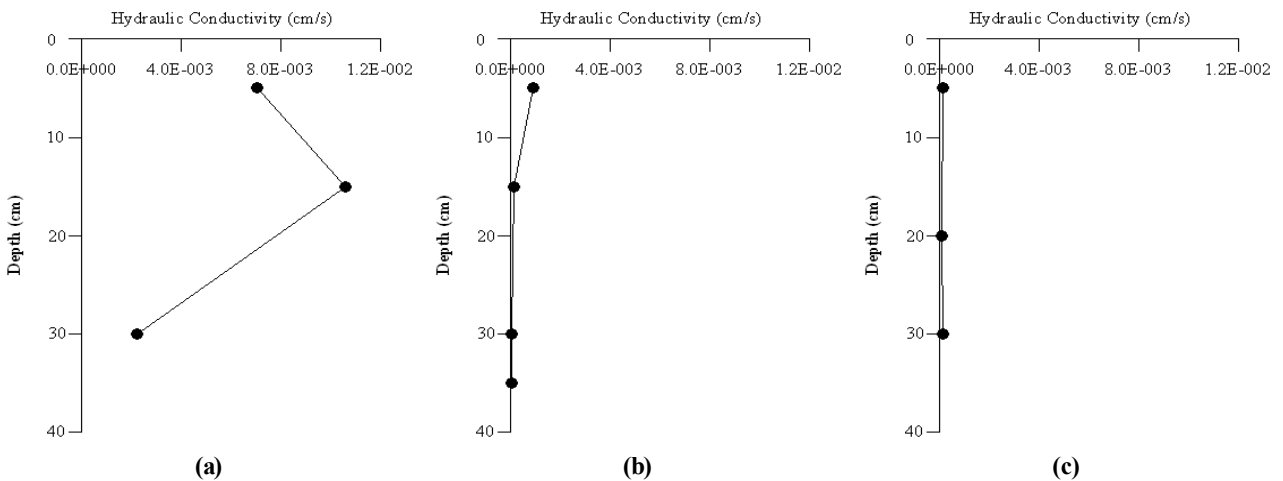 Hydraulic Conductivity (cm/s)
0
0.0E+000 4.0E-003 8.0E-003 1.2E-002
10
20
30
40
Depth (cm)
(a)
Hydraulic Conductivity (cm/s)
0
0.0E+000 4.0E-003 8.0E-003 1.2E-002
10
20
30
40
Depth (cm)
(b)
Hydraulic Conductivity (cm/s)
0
0.0E+000 4.0E-003 8.0E-003 1.2E-002
10
20
30
40
Depth (cm)
(c)